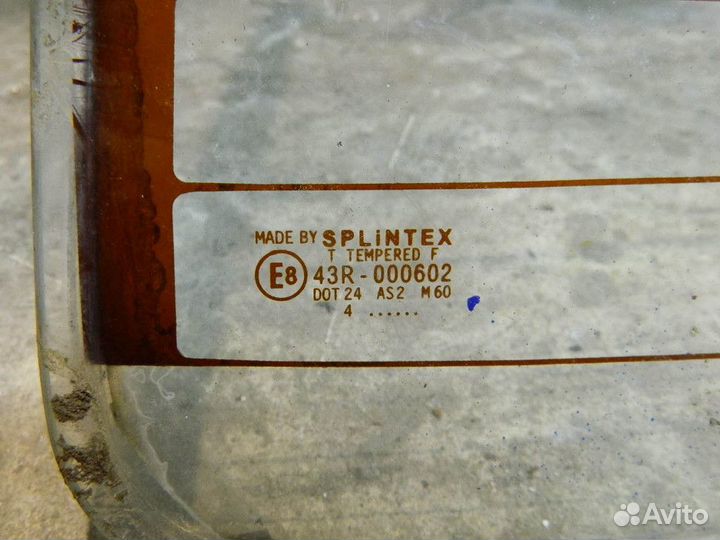 MADE BY SPLiNTEX
T TEMPERED F
E8 43R-000602
DOT 24 AS2 M60
4 ......
Avito